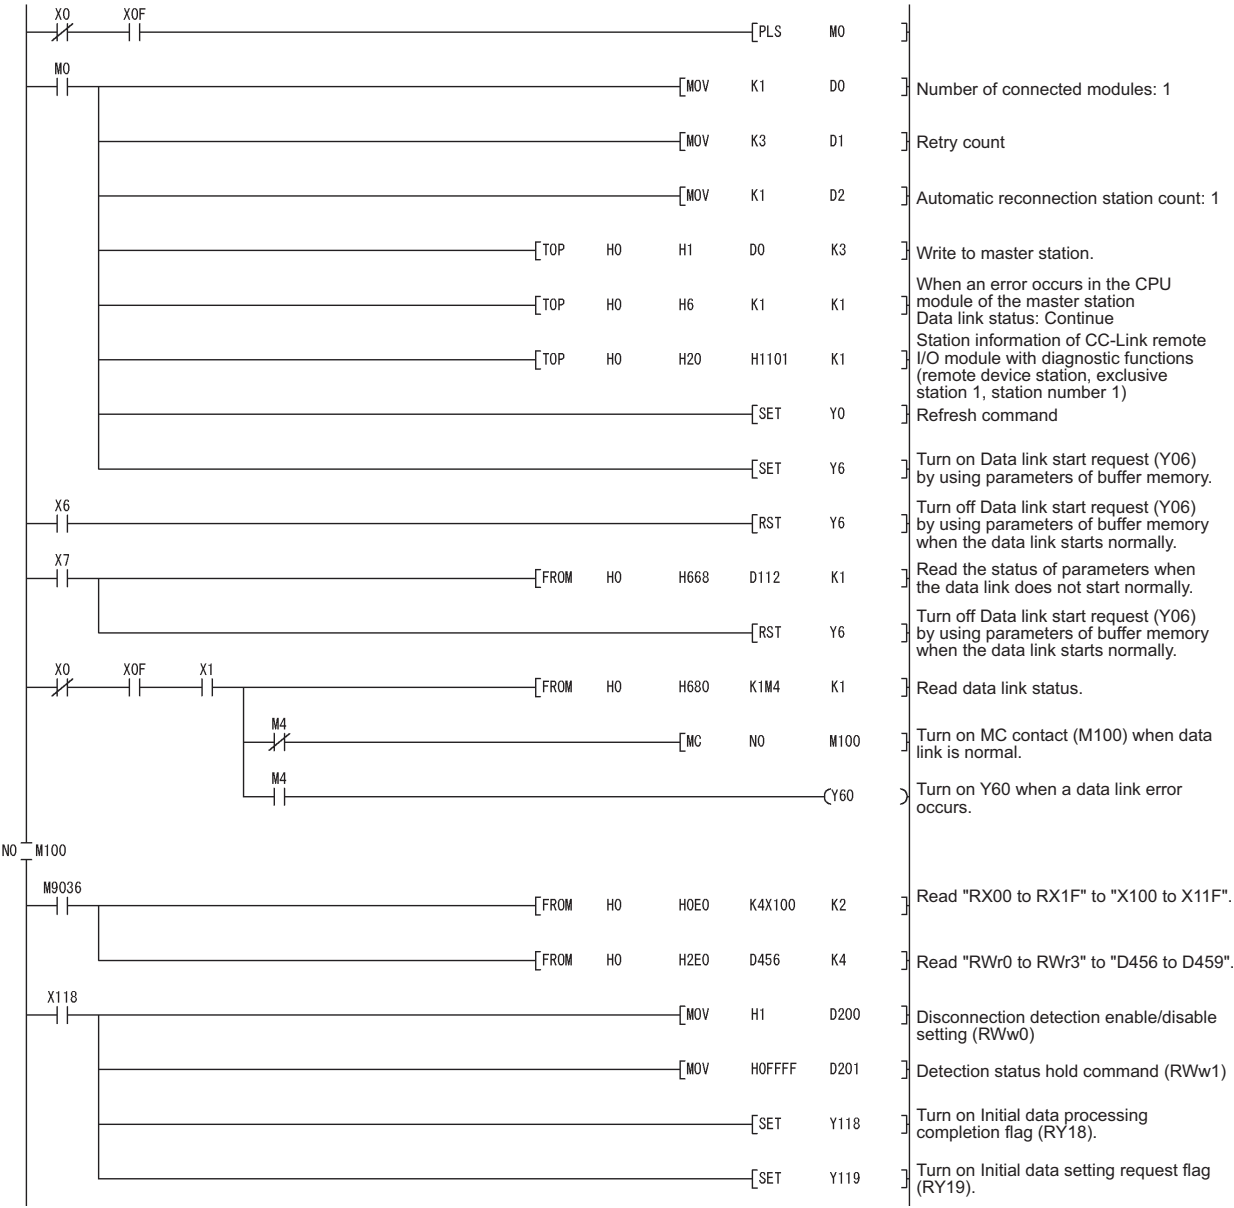 X0 X0F
PLS M0
M0
MOV K1 D0 Number of connected modules: 1
MOV K3 D1 Retry count
MOV K1 D2 Automatic reconnection station count: 1
TOP H0 H1 D0 K3 Write to master station.
TOP H0 H6 K1 K1 When an error occurs in the CPU
module of the master station
Data link status: Continue
TOP H0 H20 H1101 K1 Station information of CC-Link remote
I/O module with diagnostic functions
(remote device station, exclusive
station 1, station number 1)
SET Y0 Refresh command
SET Y6 Turn on Data link start request (Y06)
by using parameters of buffer memory.
X6
RST Y6 Turn off Data link start request (Y06)
by using parameters of buffer memory
when the data link starts normally.
X7
FROM H0 H668 D112 K1 Read the status of parameters when
the data link does not start normally.
RST Y6 Turn off Data link start request (Y06)
by using parameters of buffer memory
when the data link starts normally.
X0 X0F X1
FROM H0 H680 K1M4 K1 Read data link status.
M4
MC N0 M100 Turn on MC contact (M100) when data
link is normal.
M4
Y60 Turn on Y60 when a data link error
occurs.
N0 M100
M9036
FROM H0 H0E0 K4X100 K2 Read "RX00 to RX1F" to "X100 to X11F".
FROM H0 H2E0 D456 K4 Read "RWr0 to RWr3" to "D456 to D459".
X118
MOV H1 D200 Disconnection detection enable/disable
setting (RWw0)
MOV H0FFFF D201 Detection status hold command (RWw1)
SET Y118 Turn on Initial data processing
completion flag (RY18).
SET Y119 Turn on Initial data setting request flag
(RY19).